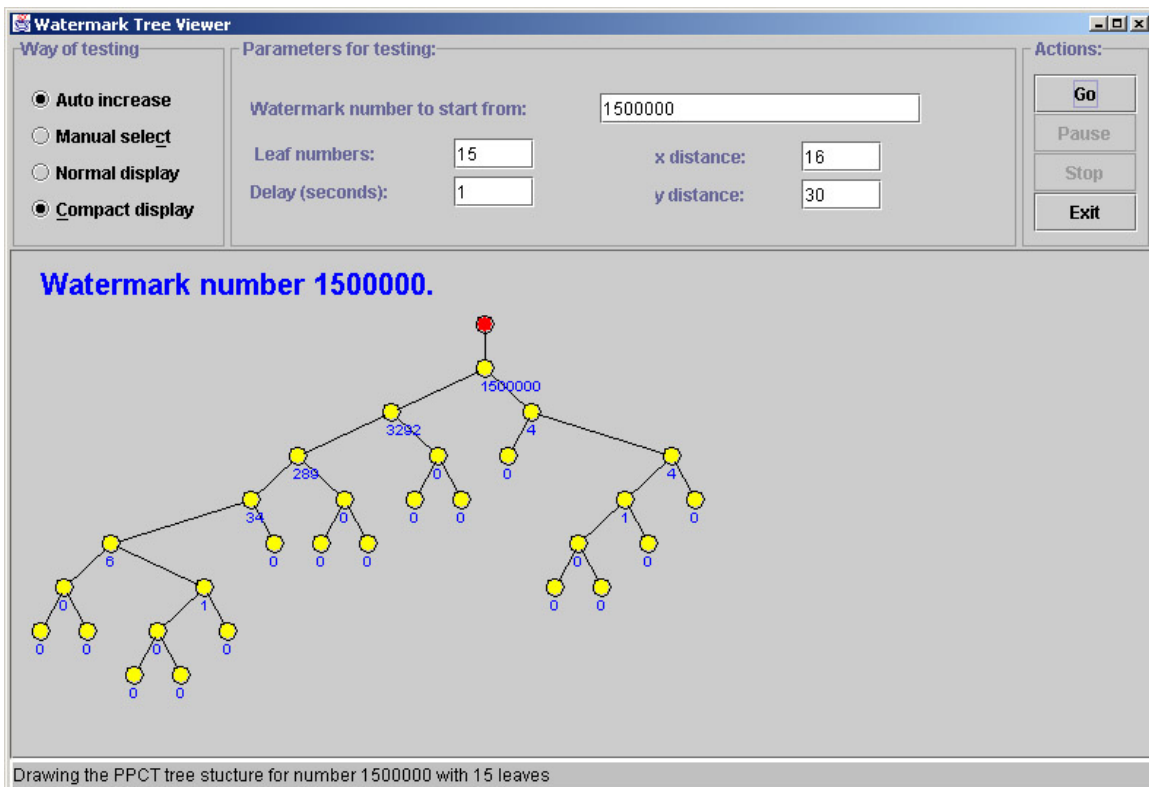 Watermark Tree Viewer
Way of testing
Auto increase
Manual select
Normal display
Compact display
Parameters for testing:
Watermark number to start from: 1500000
Leaf numbers: 15 x distance: 16
Delay (seconds): 1 y distance: 30
Actions:
Go
Pause
Stop
Exit
Watermark number 1500000.
1500000
3292 4
289 0 0 4
34 0 0 0 1 0
6 0 0 0 0 0
0 1 0 0
0 0 0 0
0 0
Drawing the PPCT tree stucture for number 1500000 with 15 leaves